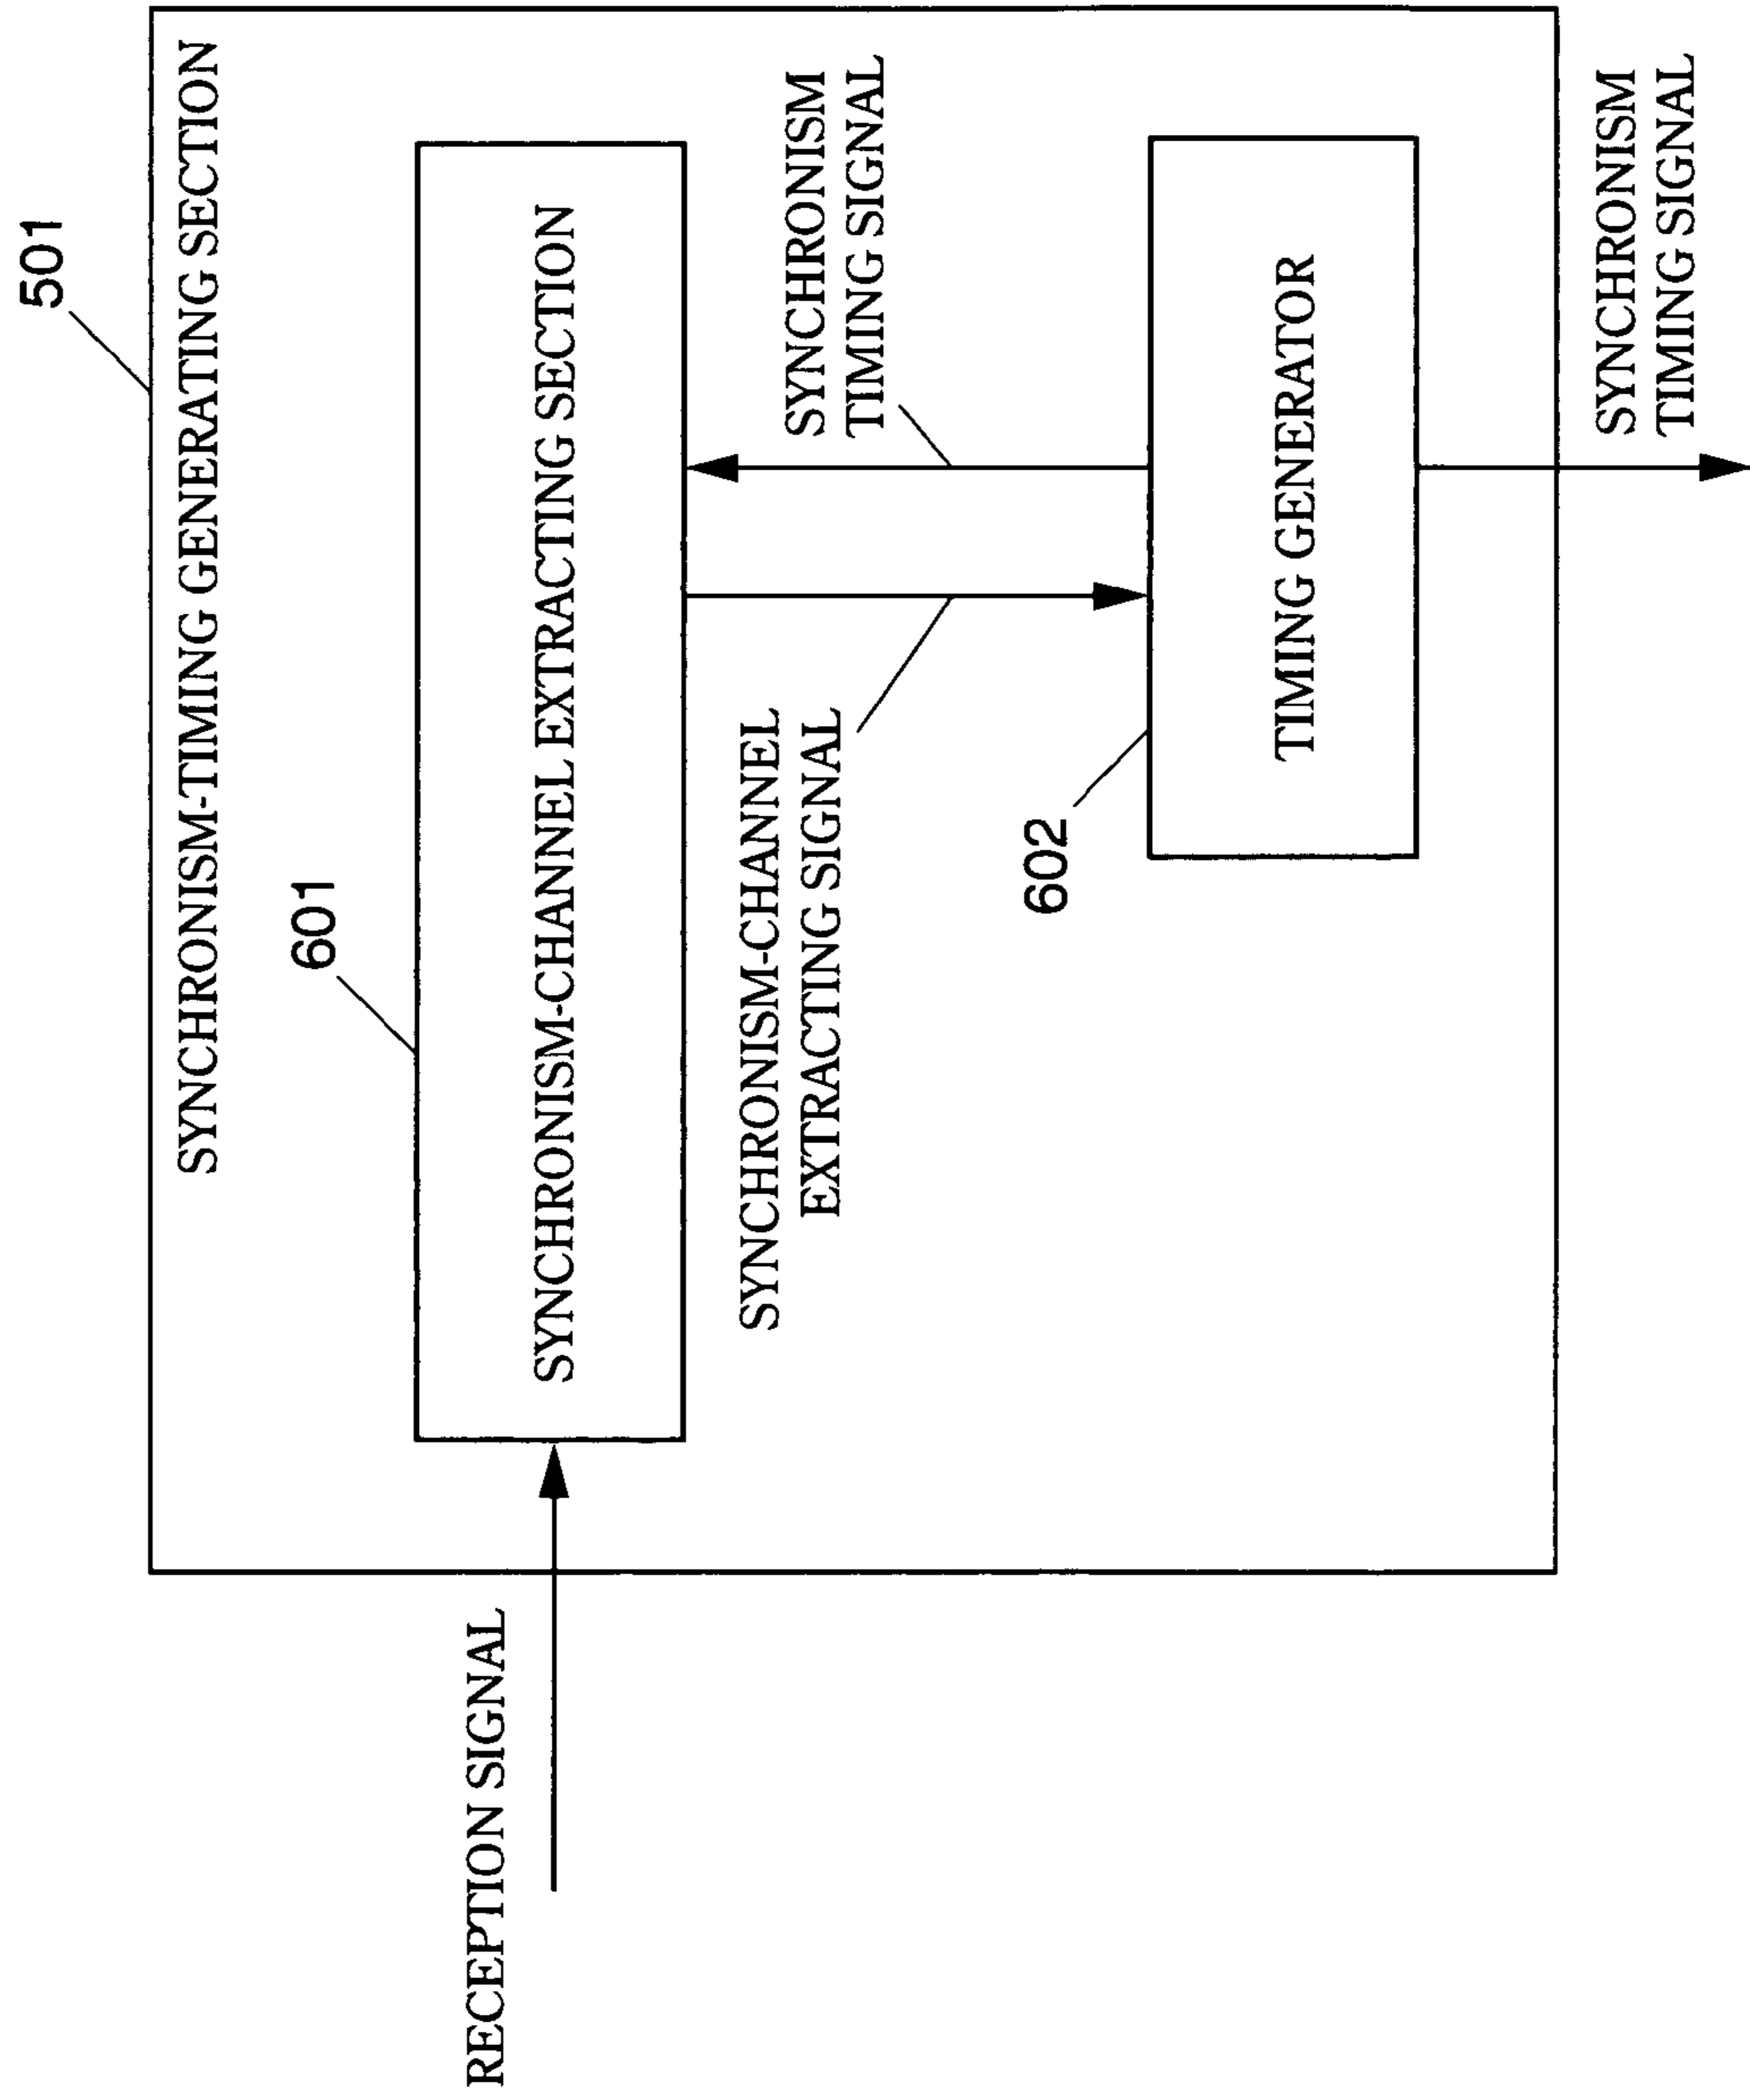 501
SYNCHRONISM-TIMING GENERATING SECTION
601
SYNCHRONISM-CHANNEL EXTRACTING SECTION
RECEPTION SIGNAL
SYNCHRONISM-CHANNEL
EXTRACTING SIGNAL
SYNCHRONISM
TIMING SIGNAL
602
TIMING GENERATOR
SYNCHRONISM
TIMING SIGNAL